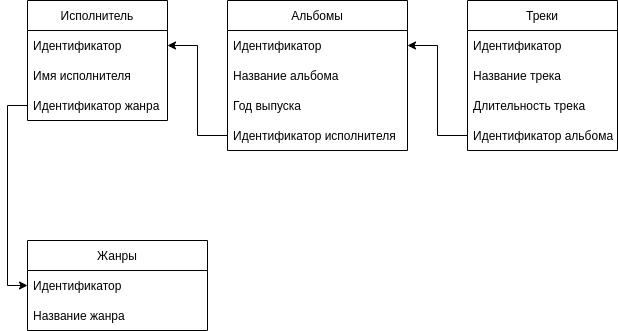 Исполнитель
Идентификатор
Имя исполнителя
Идентификатор жанра
Альбомы
Идентификатор
Название альбома
Год выпуска
Идентификатор исполнителя
Треки
Идентификатор
Название трека
Длительность трека
Идентификатор альбома
Жанры
Идентификатор
Название жанра